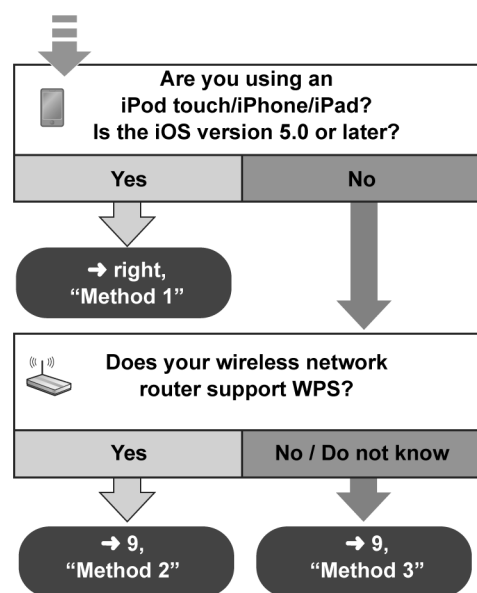 Are you using an
iPod touch/iPhone/iPad?
Is the iOS version 5.0 or later?
Yes
No
➜ right,
“Method 1”
Does your wireless network
router support WPS?
Yes
No / Do not know
➜ 9,
“Method 2”
➜ 9,
“Method 3”